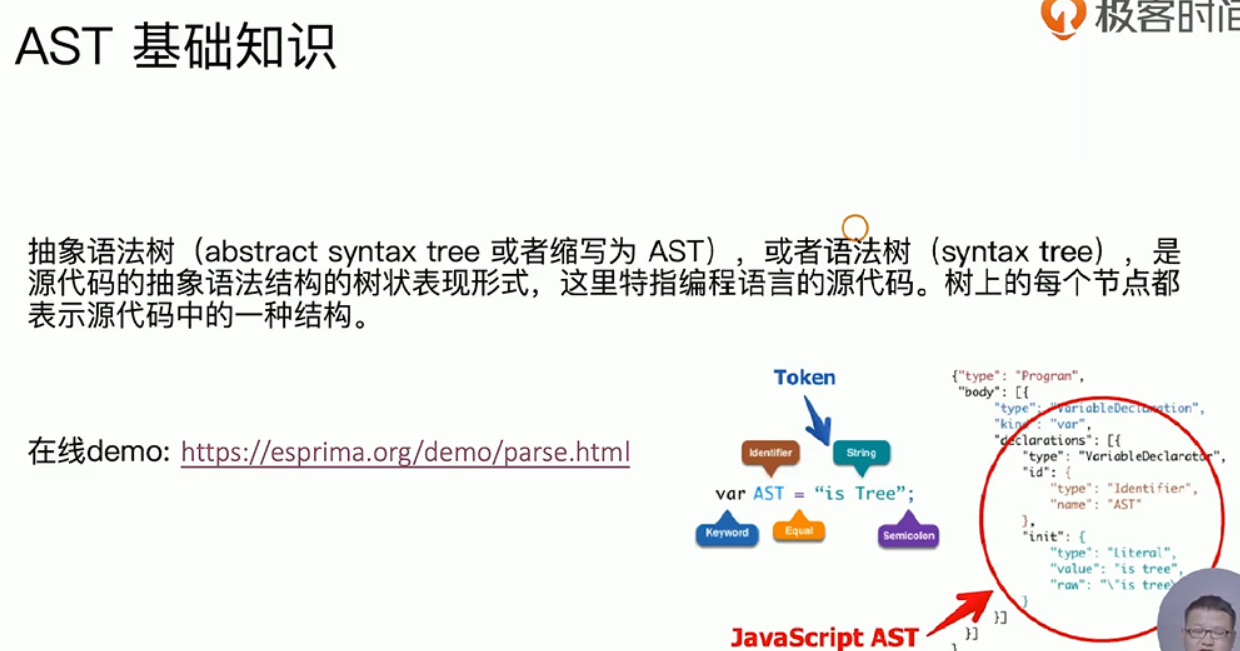 极客时间
AST 基础知识
抽象语法树（abstract syntax tree 或者缩写为 AST），或者语法树（syntax tree），是
源代码的抽象语法结构的树状表现形式，这里特指编程语言的源代码。树上的每个节点都
表示源代码中的一种结构。
在线demo: https://esprima.org/demo/parse.html
Token
Identifier
String
var AST = “is Tree”;
Keyword
Equal
Semicolon
{"type": "Program",
"body": [{
"type": "VariableDeclaration",
"kind": "var",
"declarations": [{
"type": "VariableDeclarator",
"id": {
"type": "Identifier",
"name": "AST"
},
"init": {
"type": "Literal",
"value": "is tree",
"raw": "\"is tree\
}
}]
}]
}
JavaScript AST